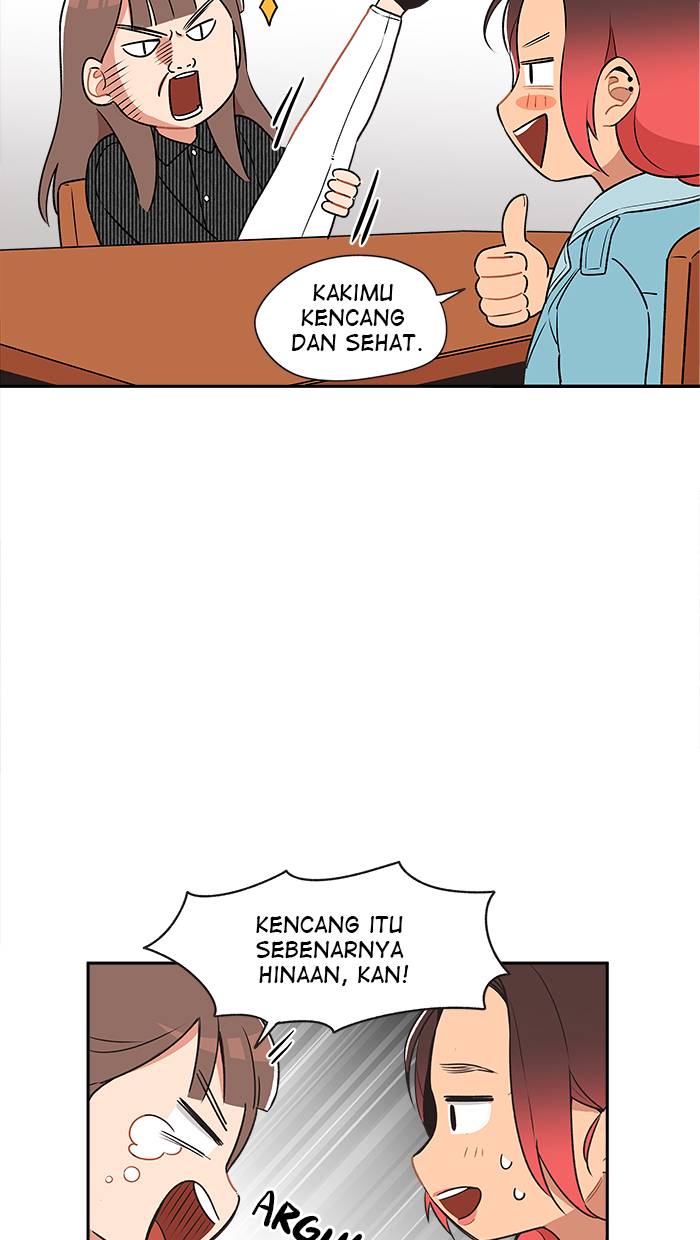 KAKIMU
KENCANG
DAN SEHAT.
KENCANG ITU
SEBENARNYA
HINAAN, KAN!